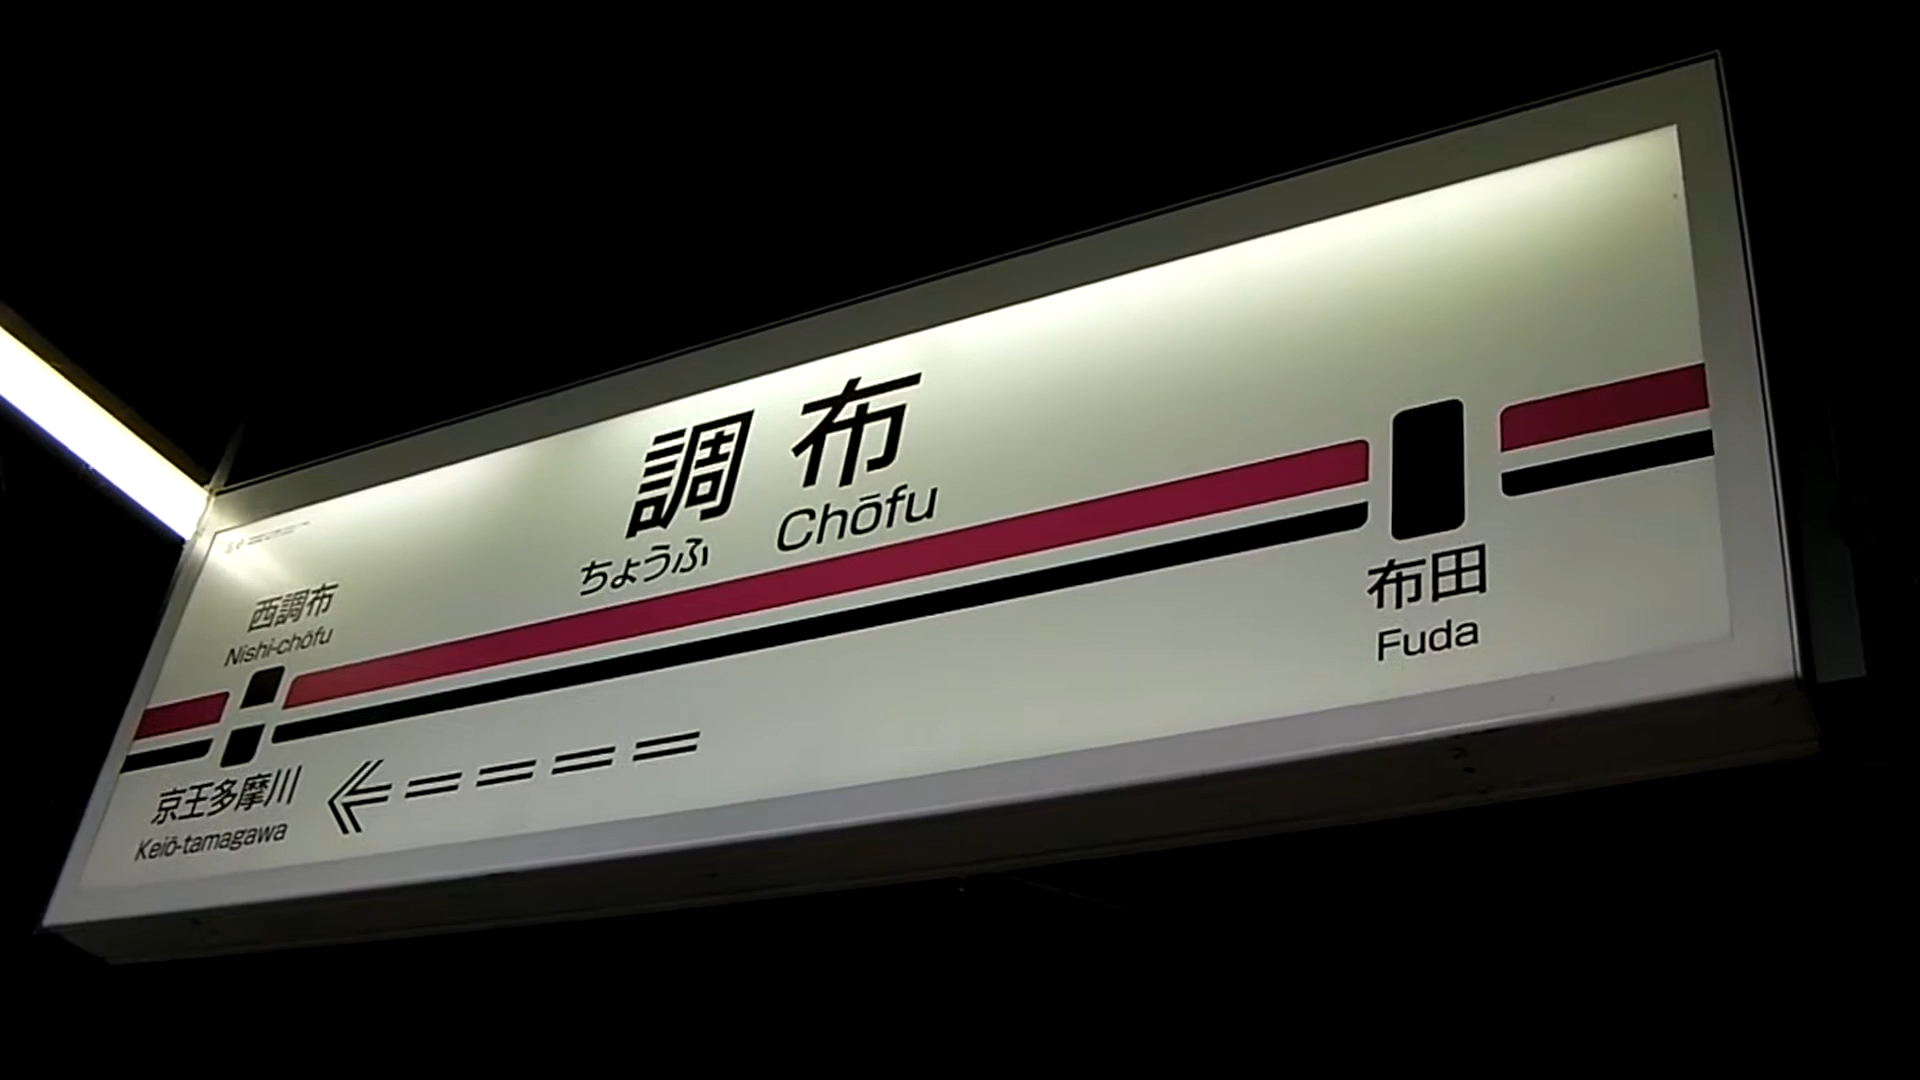 調布
ちょうふ Chōfu
西調布
Nishi-chōfu
布田
Fuda
京王多摩川
Keiō-tamagawa